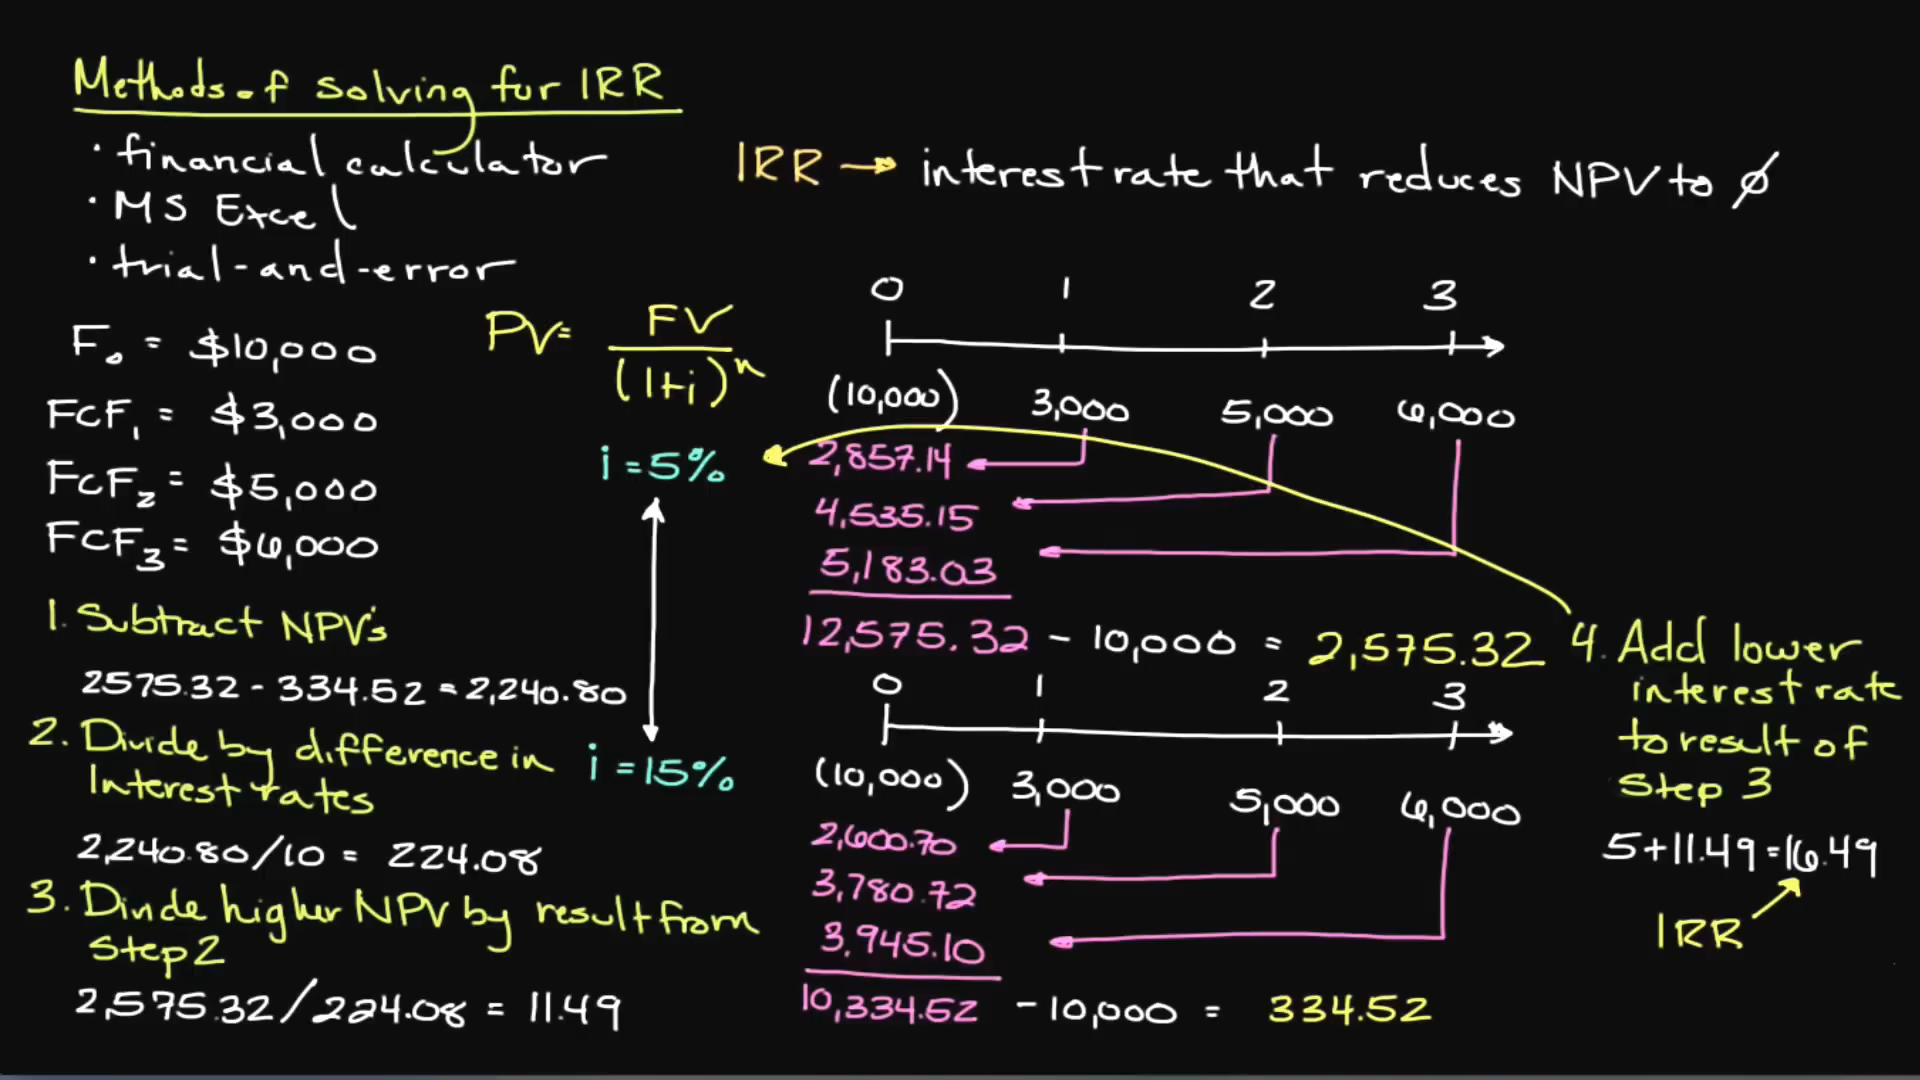 Methods of solving for IRR
· financial calculator
· MS Excel
· trial-and-error
IRR → interest rate that reduces NPV to ∅
F₀ = $10,000
FCF₁ = $3,000
FCF₂ = $5,000
FCF₃ = $6,000
PV = FV
(1+i)ⁿ
0 1 2 3
(10,000) 3,000 5,000 6,000
i = 5%
2,857.14
4,535.15
5,183.03
12,575.32 - 10,000 = 2,575.32
1. Subtract NPV's
2575.32 - 334.52 = 2,240.80
2. Divide by difference in
Interest rates
2,240.80/10 = 224.08
3. Divide higher NPV by result from
Step 2
2,575.32/224.08 = 11.49
0 1 2 3
i = 15%
(10,000) 3,000 5,000 6,000
2,600.70
3,780.72
3,945.10
10,334.52 - 10,000 = 334.52
4. Add lower
interest rate
to result of
Step 3
5+11.49=16.49
IRR